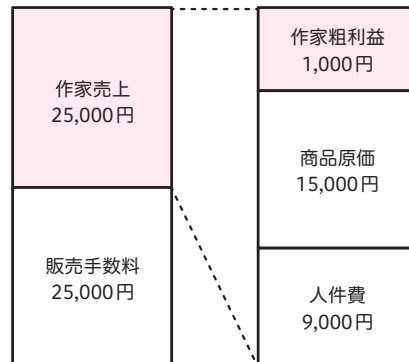 作家売上
25,000円
販売手数料
25,000円
作家粗利益
1,000円
商品原価
15,000円
人件費
9,000円